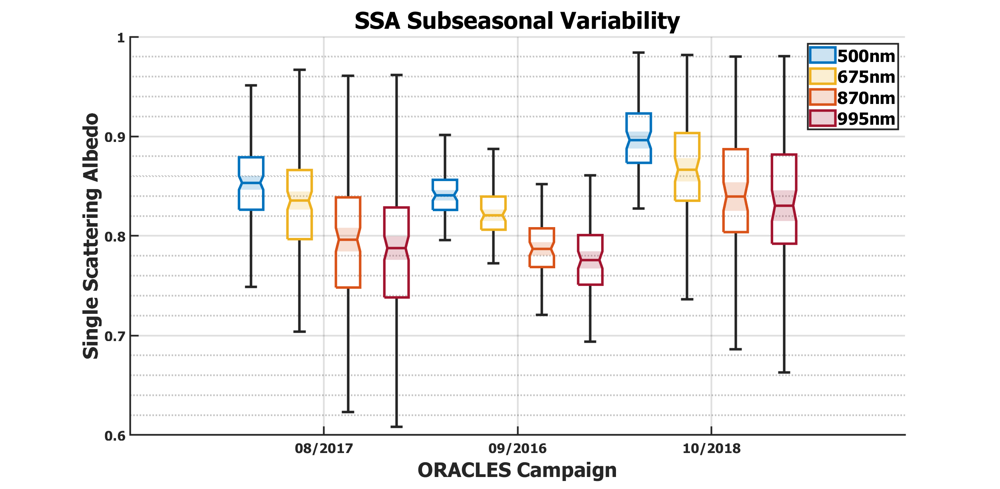 SSA Subseasonal Variability
1
0.9
0.8
0.7
0.6
Single Scattering Albedo
500nm
675nm
870nm
995nm
08/2017
09/2016
10/2018
ORACLES Campaign